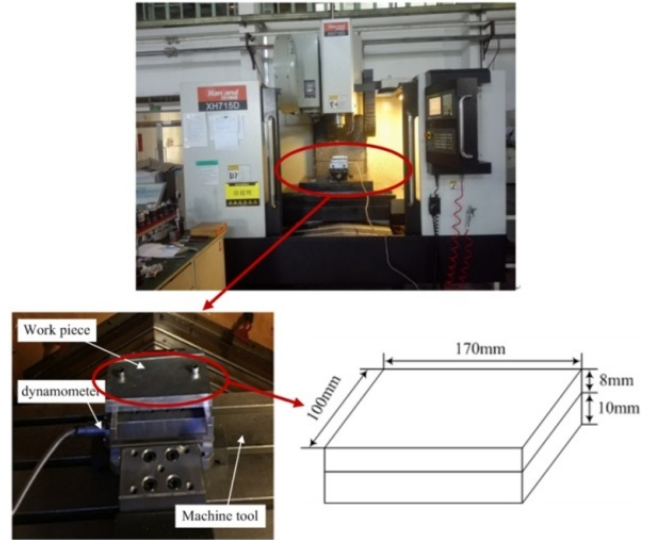 XH715D
Work piece
dynamometer
Machine tool
170mm
100mm
8mm
10mm